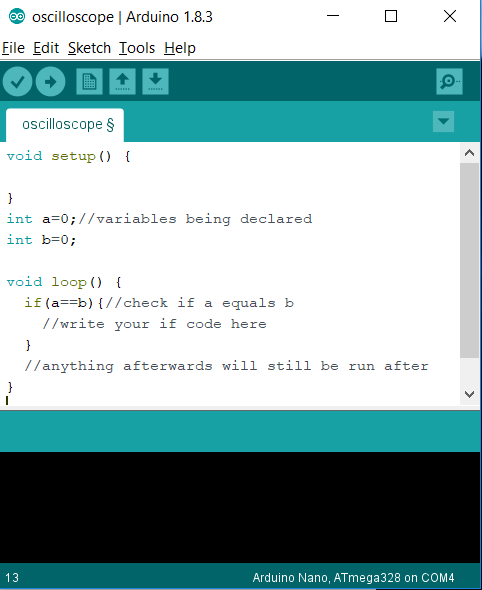 oscilloscope | Arduino 1.8.3
File Edit Sketch Tools Help
oscilloscope §
void setup() {
}
int a=0;//variables being declared
int b=0;
void loop() {
if(a==b){//check if a equals b
//write your if code here
}
//anything afterwards will still be run after
}
13
Arduino Nano, ATmega328 on COM4